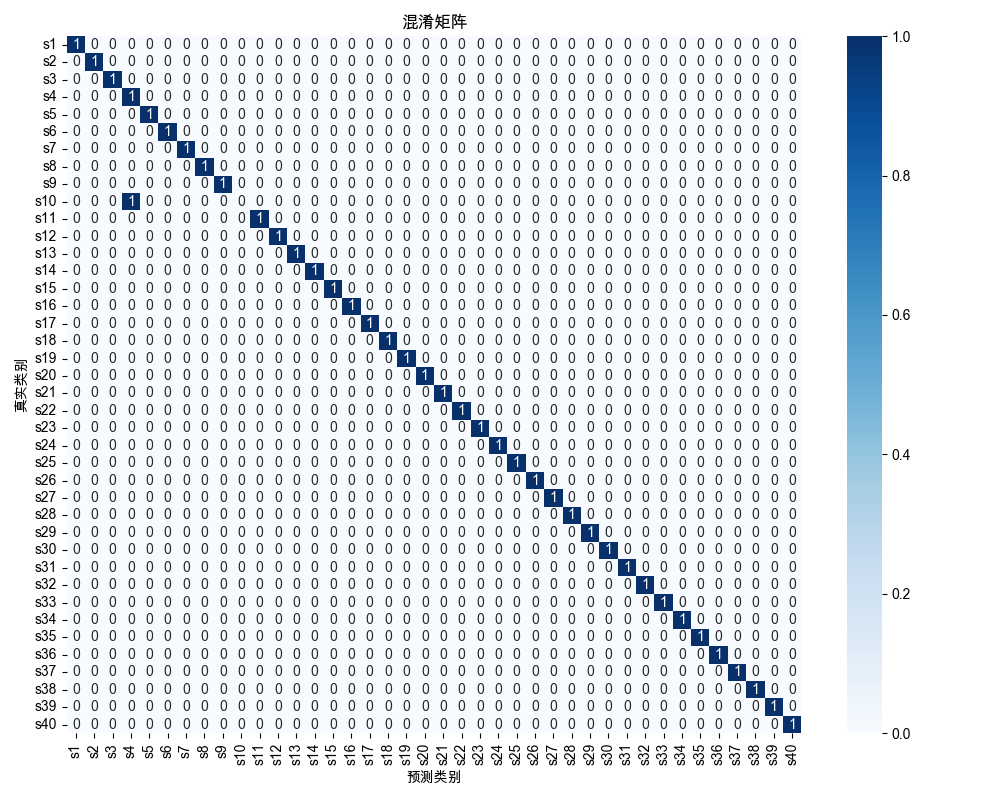 混淆矩阵
s1 1 0 0 0 0 0 0 0 0 0 0 0 0 0 0 0 0 0 0 0 0 0 0 0 0 0 0 0 0 0 0 0 0 0 0 0 0 0 0 0
s2 0 1 0 0 0 0 0 0 0 0 0 0 0 0 0 0 0 0 0 0 0 0 0 0 0 0 0 0 0 0 0 0 0 0 0 0 0 0 0 0
s3 0 0 1 0 0 0 0 0 0 0 0 0 0 0 0 0 0 0 0 0 0 0 0 0 0 0 0 0 0 0 0 0 0 0 0 0 0 0 0 0
s4 0 0 0 1 0 0 0 0 0 0 0 0 0 0 0 0 0 0 0 0 0 0 0 0 0 0 0 0 0 0 0 0 0 0 0 0 0 0 0 0
s5 0 0 0 0 1 0 0 0 0 0 0 0 0 0 0 0 0 0 0 0 0 0 0 0 0 0 0 0 0 0 0 0 0 0 0 0 0 0 0 0
s6 0 0 0 0 0 1 0 0 0 0 0 0 0 0 0 0 0 0 0 0 0 0 0 0 0 0 0 0 0 0 0 0 0 0 0 0 0 0 0 0
s7 0 0 0 0 0 0 1 0 0 0 0 0 0 0 0 0 0 0 0 0 0 0 0 0 0 0 0 0 0 0 0 0 0 0 0 0 0 0 0 0
s8 0 0 0 0 0 0 0 1 0 0 0 0 0 0 0 0 0 0 0 0 0 0 0 0 0 0 0 0 0 0 0 0 0 0 0 0 0 0 0 0
s9 0 0 0 0 0 0 0 0 1 0 0 0 0 0 0 0 0 0 0 0 0 0 0 0 0 0 0 0 0 0 0 0 0 0 0 0 0 0 0 0
s10 0 0 0 1 0 0 0 0 0 0 0 0 0 0 0 0 0 0 0 0 0 0 0 0 0 0 0 0 0 0 0 0 0 0 0 0 0 0 0 0
s11 0 0 0 0 0 0 0 0 0 0 1 0 0 0 0 0 0 0 0 0 0 0 0 0 0 0 0 0 0 0 0 0 0 0 0 0 0 0 0 0
s12 0 0 0 0 0 0 0 0 0 0 0 1 0 0 0 0 0 0 0 0 0 0 0 0 0 0 0 0 0 0 0 0 0 0 0 0 0 0 0 0
s13 0 0 0 0 0 0 0 0 0 0 0 0 1 0 0 0 0 0 0 0 0 0 0 0 0 0 0 0 0 0 0 0 0 0 0 0 0 0 0 0
s14 0 0 0 0 0 0 0 0 0 0 0 0 0 1 0 0 0 0 0 0 0 0 0 0 0 0 0 0 0 0 0 0 0 0 0 0 0 0 0 0
s15 0 0 0 0 0 0 0 0 0 0 0 0 0 0 1 0 0 0 0 0 0 0 0 0 0 0 0 0 0 0 0 0 0 0 0 0 0 0 0 0
s16 0 0 0 0 0 0 0 0 0 0 0 0 0 0 0 1 0 0 0 0 0 0 0 0 0 0 0 0 0 0 0 0 0 0 0 0 0 0 0 0
s17 0 0 0 0 0 0 0 0 0 0 0 0 0 0 0 0 1 0 0 0 0 0 0 0 0 0 0 0 0 0 0 0 0 0 0 0 0 0 0 0
s18 0 0 0 0 0 0 0 0 0 0 0 0 0 0 0 0 0 1 0 0 0 0 0 0 0 0 0 0 0 0 0 0 0 0 0 0 0 0 0 0
s19 0 0 0 0 0 0 0 0 0 0 0 0 0 0 0 0 0 0 1 0 0 0 0 0 0 0 0 0 0 0 0 0 0 0 0 0 0 0 0 0
s20 0 0 0 0 0 0 0 0 0 0 0 0 0 0 0 0 0 0 0 1 0 0 0 0 0 0 0 0 0 0 0 0 0 0 0 0 0 0 0 0
s21 0 0 0 0 0 0 0 0 0 0 0 0 0 0 0 0 0 0 0 0 1 0 0 0 0 0 0 0 0 0 0 0 0 0 0 0 0 0 0 0
s22 0 0 0 0 0 0 0 0 0 0 0 0 0 0 0 0 0 0 0 0 0 1 0 0 0 0 0 0 0 0 0 0 0 0 0 0 0 0 0 0
s23 0 0 0 0 0 0 0 0 0 0 0 0 0 0 0 0 0 0 0 0 0 0 1 0 0 0 0 0 0 0 0 0 0 0 0 0 0 0 0 0
s24 0 0 0 0 0 0 0 0 0 0 0 0 0 0 0 0 0 0 0 0 0 0 0 1 0 0 0 0 0 0 0 0 0 0 0 0 0 0 0 0
s25 0 0 0 0 0 0 0 0 0 0 0 0 0 0 0 0 0 0 0 0 0 0 0 0 1 0 0 0 0 0 0 0 0 0 0 0 0 0 0 0
s26 0 0 0 0 0 0 0 0 0 0 0 0 0 0 0 0 0 0 0 0 0 0 0 0 0 1 0 0 0 0 0 0 0 0 0 0 0 0 0 0
s27 0 0 0 0 0 0 0 0 0 0 0 0 0 0 0 0 0 0 0 0 0 0 0 0 0 0 1 0 0 0 0 0 0 0 0 0 0 0 0 0
s28 0 0 0 0 0 0 0 0 0 0 0 0 0 0 0 0 0 0 0 0 0 0 0 0 0 0 0 1 0 0 0 0 0 0 0 0 0 0 0 0
s29 0 0 0 0 0 0 0 0 0 0 0 0 0 0 0 0 0 0 0 0 0 0 0 0 0 0 0 0 1 0 0 0 0 0 0 0 0 0 0 0
s30 0 0 0 0 0 0 0 0 0 0 0 0 0 0 0 0 0 0 0 0 0 0 0 0 0 0 0 0 0 1 0 0 0 0 0 0 0 0 0 0
s31 0 0 0 0 0 0 0 0 0 0 0 0 0 0 0 0 0 0 0 0 0 0 0 0 0 0 0 0 0 0 1 0 0 0 0 0 0 0 0 0
s32 0 0 0 0 0 0 0 0 0 0 0 0 0 0 0 0 0 0 0 0 0 0 0 0 0 0 0 0 0 0 0 1 0 0 0 0 0 0 0 0
s33 0 0 0 0 0 0 0 0 0 0 0 0 0 0 0 0 0 0 0 0 0 0 0 0 0 0 0 0 0 0 0 0 1 0 0 0 0 0 0 0
s34 0 0 0 0 0 0 0 0 0 0 0 0 0 0 0 0 0 0 0 0 0 0 0 0 0 0 0 0 0 0 0 0 0 1 0 0 0 0 0 0
s35 0 0 0 0 0 0 0 0 0 0 0 0 0 0 0 0 0 0 0 0 0 0 0 0 0 0 0 0 0 0 0 0 0 0 1 0 0 0 0 0
s36 0 0 0 0 0 0 0 0 0 0 0 0 0 0 0 0 0 0 0 0 0 0 0 0 0 0 0 0 0 0 0 0 0 0 0 1 0 0 0 0
s37 0 0 0 0 0 0 0 0 0 0 0 0 0 0 0 0 0 0 0 0 0 0 0 0 0 0 0 0 0 0 0 0 0 0 0 0 1 0 0 0
s38 0 0 0 0 0 0 0 0 0 0 0 0 0 0 0 0 0 0 0 0 0 0 0 0 0 0 0 0 0 0 0 0 0 0 0 0 0 1 0 0
s39 0 0 0 0 0 0 0 0 0 0 0 0 0 0 0 0 0 0 0 0 0 0 0 0 0 0 0 0 0 0 0 0 0 0 0 0 0 0 1 0
s40 0 0 0 0 0 0 0 0 0 0 0 0 0 0 0 0 0 0 0 0 0 0 0 0 0 0 0 0 0 0 0 0 0 0 0 0 0 0 0 1
s1 s2 s3 s4 s5 s6 s7 s8 s9 s10 s11 s12 s13 s14 s15 s16 s17 s18 s19 s20 s21 s22 s23 s24 s25 s26 s27 s28 s29 s30 s31 s32 s33 s34 s35 s36 s37 s38 s39 s40
预测类别
真实类别
1.0
0.8
0.6
0.4
0.2
0.0